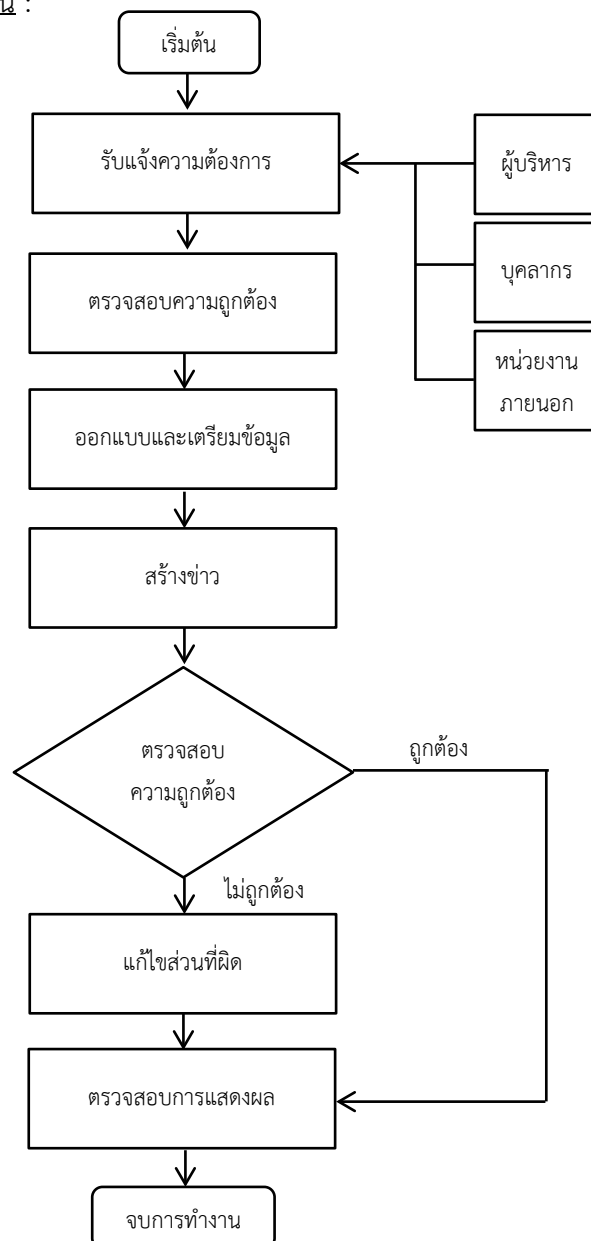 น :
เริ่มต้น
รับแจ้งความต้องการ
ผู้บริหาร
บุคลากร
ตรวจสอบความถูกต้อง
หน่วยงาน
ภายนอก
ออกแบบและเตรียมข้อมูล
สร้างข่าว
ตรวจสอบ
ความถูกต้อง
ถูกต้อง
ไม่ถูกต้อง
แก้ไขส่วนที่ผิด
ตรวจสอบการแสดงผล
จบการทำงาน